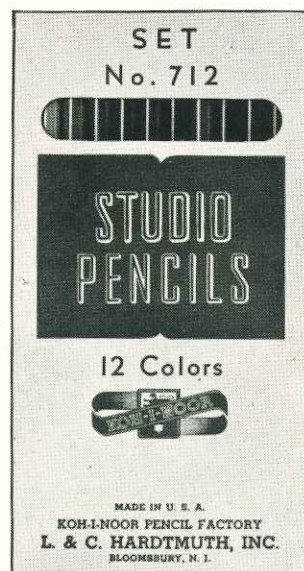 SET
No. 712
STUDIO
PENCILS
12 Colors
KOH-I-NOOR
MADE IN U. S. A.
KOH-I-NOOR PENCIL FACTORY
L. & C. HARDTMUTH, INC.
BLOOMSBURY, N. J.